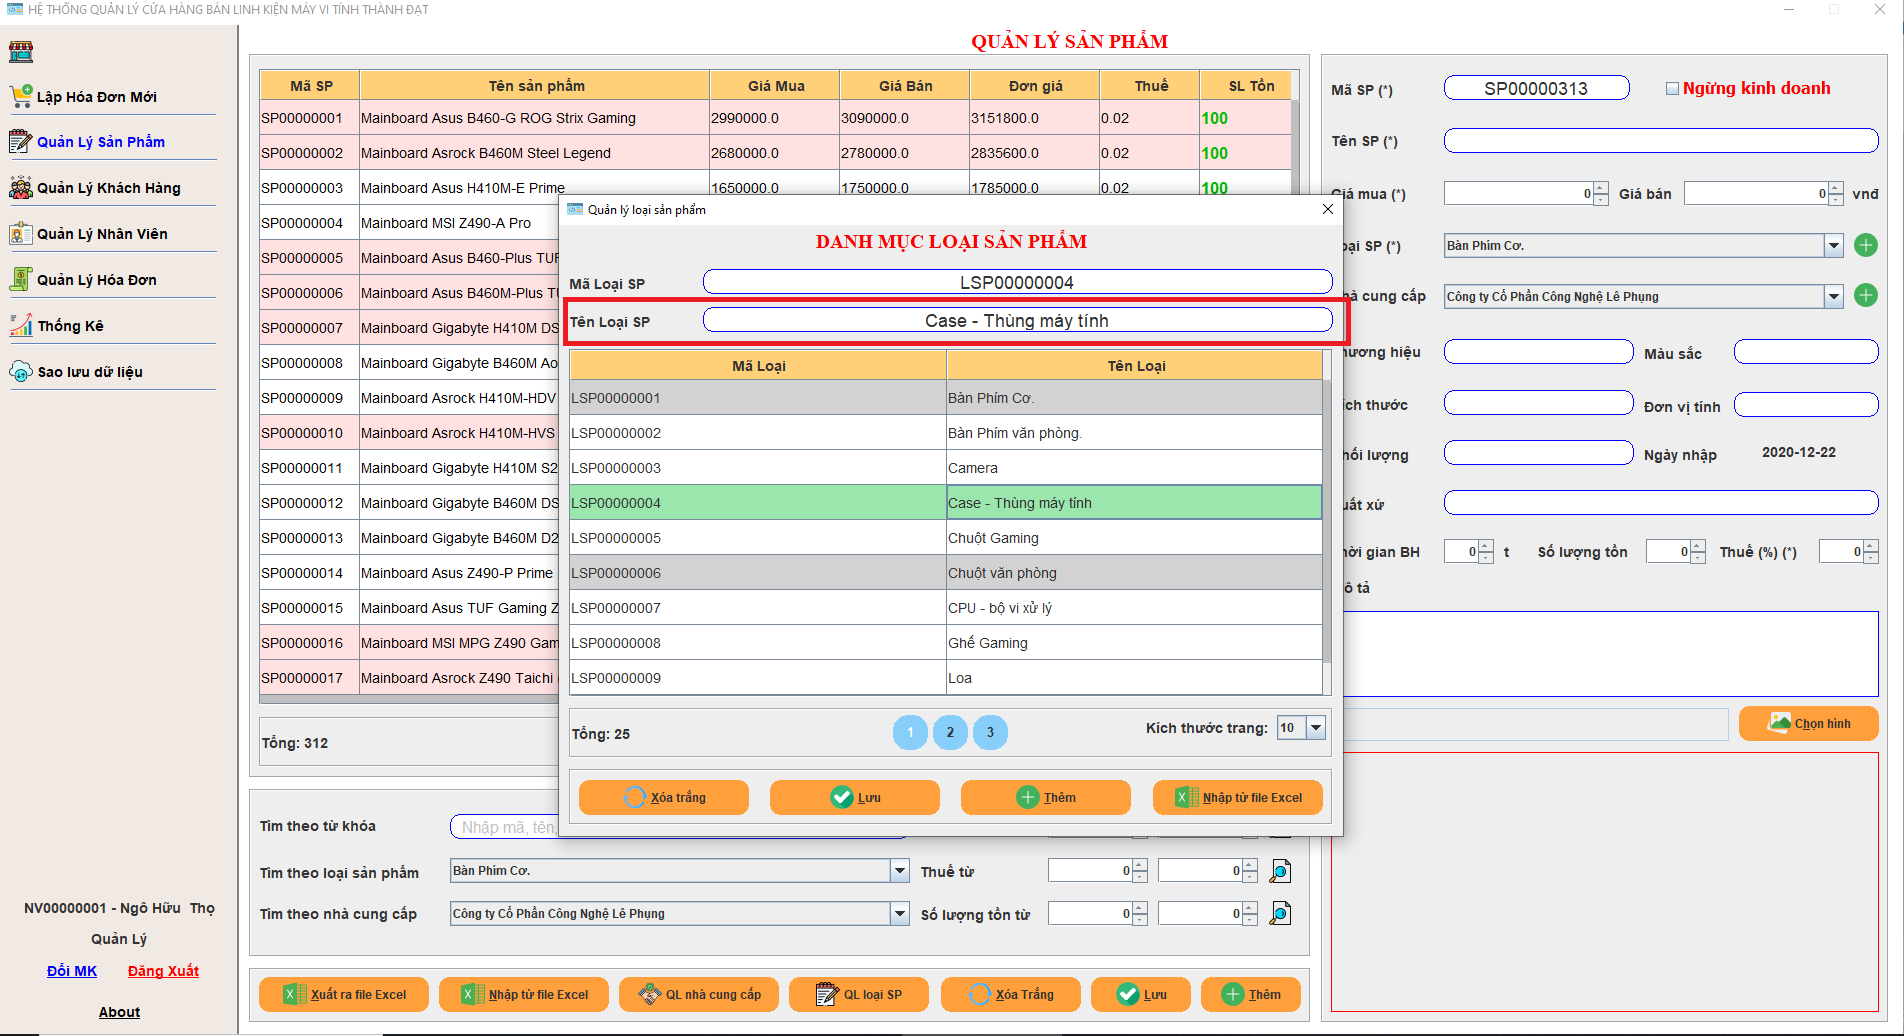 HỆ THỐNG QUẢN LÝ CỬA HÀNG BÁN LINH KIỆN MÁY VI TÍNH THÀNH ĐẠT
Lập Hóa Đơn Mới
Quản Lý Sản Phẩm
Quản Lý Khách Hàng
Quản Lý Nhân Viên
Quản Lý Hóa Đơn
Thống Kê
Sao lưu dữ liệu
NV00000001 - Ngô Hữu Thọ
Quản Lý
Đổi MK Đăng Xuất
About
QUẢN LÝ SẢN PHẨM
Mã SP Tên sản phẩm Giá Mua Giá Bán Đơn giá Thuế SL Tồn
SP00000001 Mainboard Asus B460-G ROG Strix Gaming 2990000.0 3090000.0 3151800.0 0.02 100
SP00000002 Mainboard Asrock B460M Steel Legend 2680000.0 2780000.0 2835600.0 0.02 100
SP00000003 Mainboard Asus H410M-E Prime 1650000.0 1750000.0 1785000.0 0.02 100
SP00000004 Mainboard MSI Z490-A Pro
SP00000005 Mainboard Asus B460-Plus TUF
SP00000006 Mainboard Asus B460M-Plus TU
SP00000007 Mainboard Gigabyte H410M DS
SP00000008 Mainboard Gigabyte B460M Ao
SP00000009 Mainboard Asrock H410M-HDV
SP00000010 Mainboard Asrock H410M-HVS
SP00000011 Mainboard Gigabyte H410M S2
SP00000012 Mainboard Gigabyte B460M DS
SP00000013 Mainboard Gigabyte B460M D2
SP00000014 Mainboard Asus Z490-P Prime
SP00000015 Mainboard Asus TUF Gaming Z
SP00000016 Mainboard MSI MPG Z490 Gam
SP00000017 Mainboard Asrock Z490 Taichi
Tổng: 312
Tìm theo từ khóa Nhập mã, tên,
Tìm theo loại sản phẩm Bàn Phím Cơ. Thuế từ 0 0
Tìm theo nhà cung cấp Công ty Cổ Phần Công Nghệ Lê Phụng Số lượng tồn từ 0 0
Xuất ra file Excel Nhập từ file Excel QL nhà cung cấp QL loại SP Xóa Trắng Lưu Thêm
Quản lý loại sản phẩm
DANH MỤC LOẠI SẢN PHẨM
Mã Loại SP LSP00000004
Tên Loại SP Case - Thùng máy tính
Mã Loại Tên Loại
LSP00000001 Bàn Phím Cơ.
LSP00000002 Bàn Phím văn phòng.
LSP00000003 Camera
LSP00000004 Case - Thùng máy tính
LSP00000005 Chuột Gaming
LSP00000006 Chuột văn phòng
LSP00000007 CPU - bộ vi xử lý
LSP00000008 Ghế Gaming
LSP00000009 Loa
Tổng: 25 1 2 3 Kích thước trang: 10
Xóa trắng Lưu Thêm Nhập từ file Excel
Mã SP (*) SP00000313 Ngừng kinh doanh
Tên SP (*)
Giá mua (*) 0 Giá bán 0 vnđ
oại SP (*) Bàn Phím Cơ.
hà cung cấp Công ty Cổ Phần Công Nghệ Lê Phụng
hương hiệu Màu sắc
ích thước Đơn vị tính
hối lượng Ngày nhập 2020-12-22
uất xứ
hời gian BH 0 t Số lượng tồn 0 Thuế (%) (*) 0
ô tả
Chọn hình